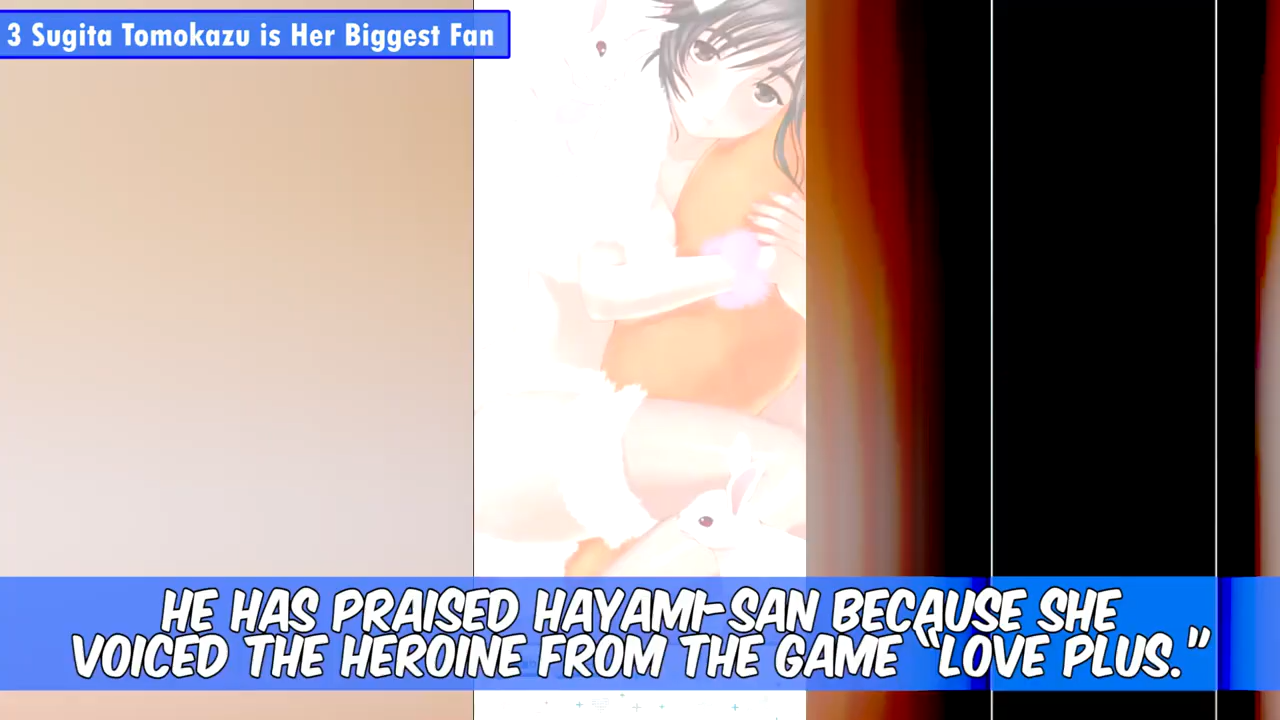 3 Sugita Tomokazu is Her Biggest Fan
HE HAS PRAISED HAYAMI-SAN BECAUSE SHE
VOICED THE HEROINE FROM THE GAME “LOVE PLUS.”